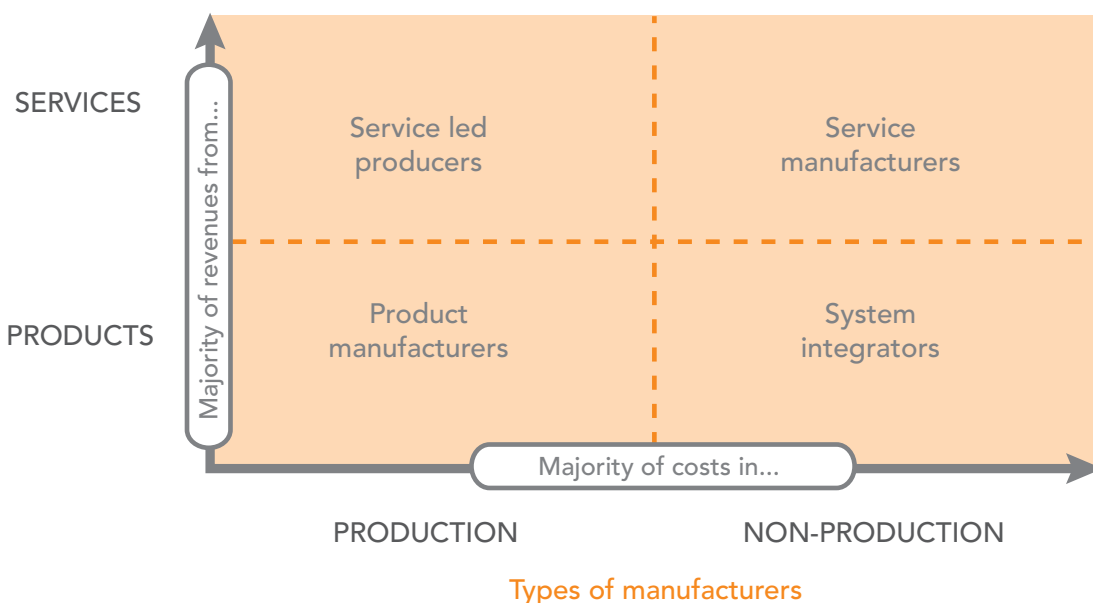 SERVICES
Majority of revenues from...
Service led
producers
Service
manufacturers
PRODUCTS
Product
manufacturers
System
integrators
Majority of costs in...
PRODUCTION
NON-PRODUCTION
Types of manufacturers